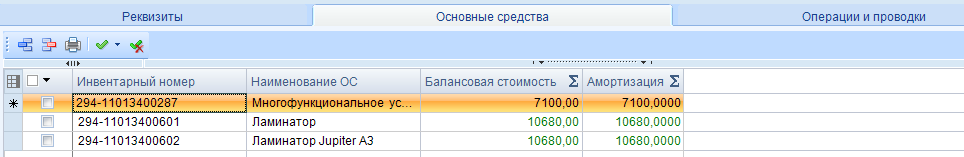 Реквизиты Основные средства Операции и проводки
Инвентарный номер Наименование ОС Балансовая стоимость Σ Амортизация Σ
294-11013400287 Многофункциональное ус... 7100,00 7100,0000
294-11013400601 Ламинатор 10680,00 10680,0000
294-11013400602 Ламинатор Jupiter A3 10680,00 10680,0000